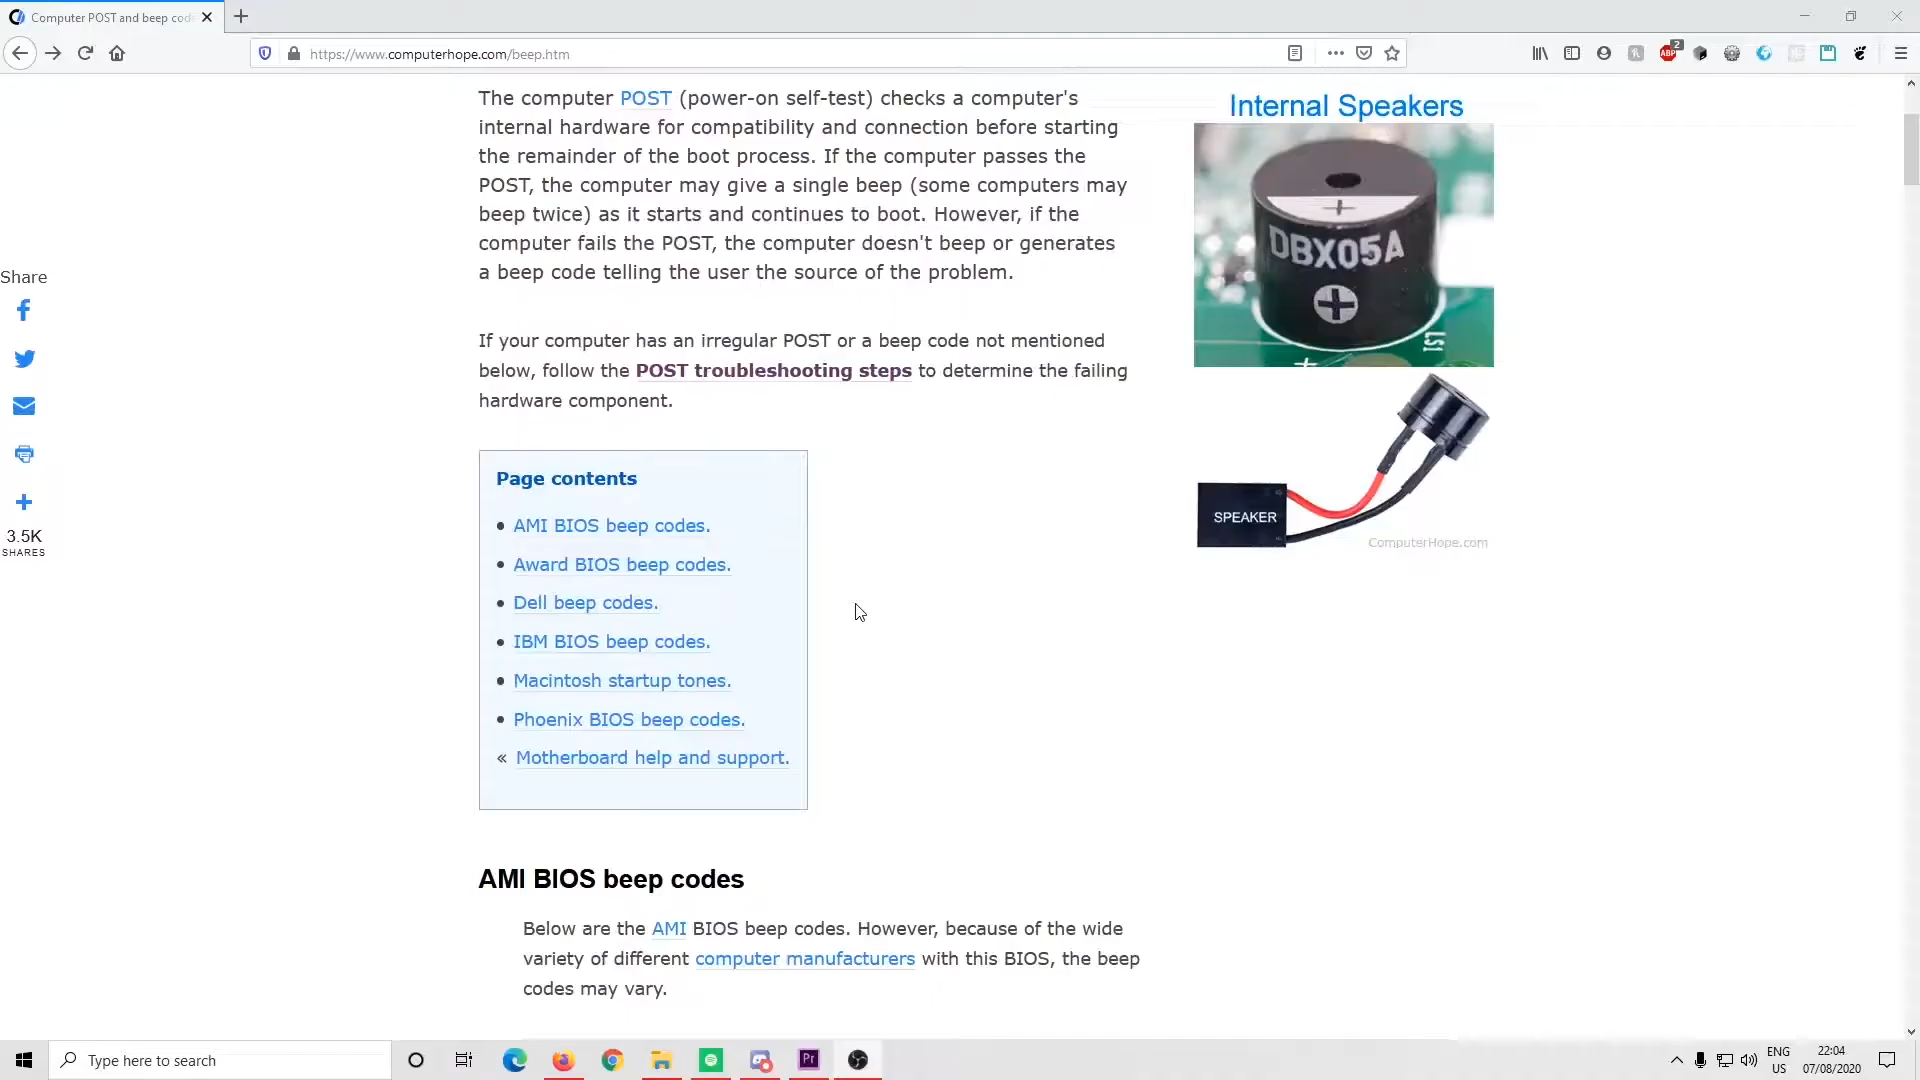 Computer POST and beep cod
https://www.computerhope.com/beep.htm
ABP
2
The computer POST (power-on self-test) checks a computer's
internal hardware for compatibility and connection before starting
the remainder of the boot process. If the computer passes the
POST, the computer may give a single beep (some computers may
beep twice) as it starts and continues to boot. However, if the
computer fails the POST, the computer doesn't beep or generates
a beep code telling the user the source of the problem.
Internal Speakers
DBX05A
LS1
SPEAKER
ComputerHope.com
Share
3.5K
SHARES
If your computer has an irregular POST or a beep code not mentioned
below, follow the POST troubleshooting steps to determine the failing
hardware component.
Page contents
• AMI BIOS beep codes.
• Award BIOS beep codes.
• Dell beep codes.
• IBM BIOS beep codes.
• Macintosh startup tones.
• Phoenix BIOS beep codes.
« Motherboard help and support.
AMI BIOS beep codes
Below are the AMI BIOS beep codes. However, because of the wide
variety of different computer manufacturers with this BIOS, the beep
codes may vary.
Type here to search
Pr
ENG
US
22:04
07/08/2020